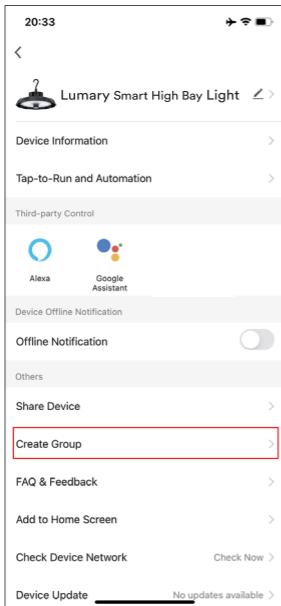 20:33
Lumary Smart High Bay Light
Device Information
Tap-to-Run and Automation
Third-party Control
Alexa
Google
Assistant
Device Offline Notification
Offline Notification
Others
Share Device
Create Group
FAQ & Feedback
Add to Home Screen
Check Device Network Check Now
Device Update No updates available